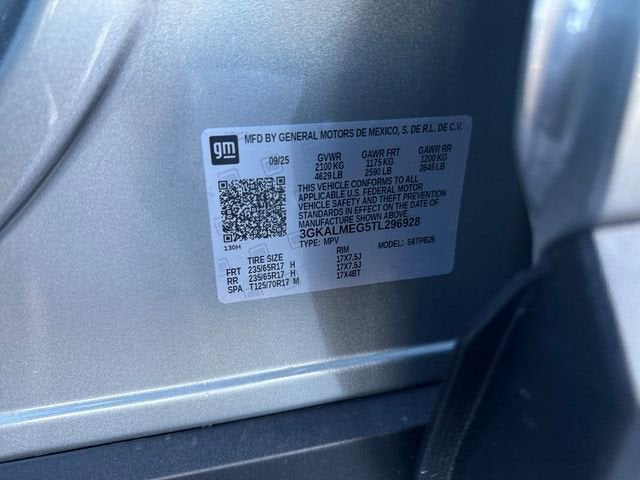 gm
MFD BY GENERAL MOTORS DE MEXICO, S. DE R.L. DE C.V.
09/25 GVWR GAWR FRT GAWR RR
2100 KG 1175 KG 1200 KG
4629 LB 2590 LB 2645 LB
THIS VEHICLE CONFORMS TO ALL
APPLICABLE U.S. FEDERAL MOTOR
VEHICLE SAFETY AND THEFT PREVENTION
STANDARDS IN EFFECT ON THE DATE OF
MANUFACTURE SHOWN ABOVE.
3GKALMEG5TL296928
130H TYPE: MPV MODEL: S8TPB26
TIRE SIZE RIM
FRT 235/65R17 H 17X7.5J
RR 235/65R17 H 17X7.5J
SPA T125/70R17 M 17X4BT